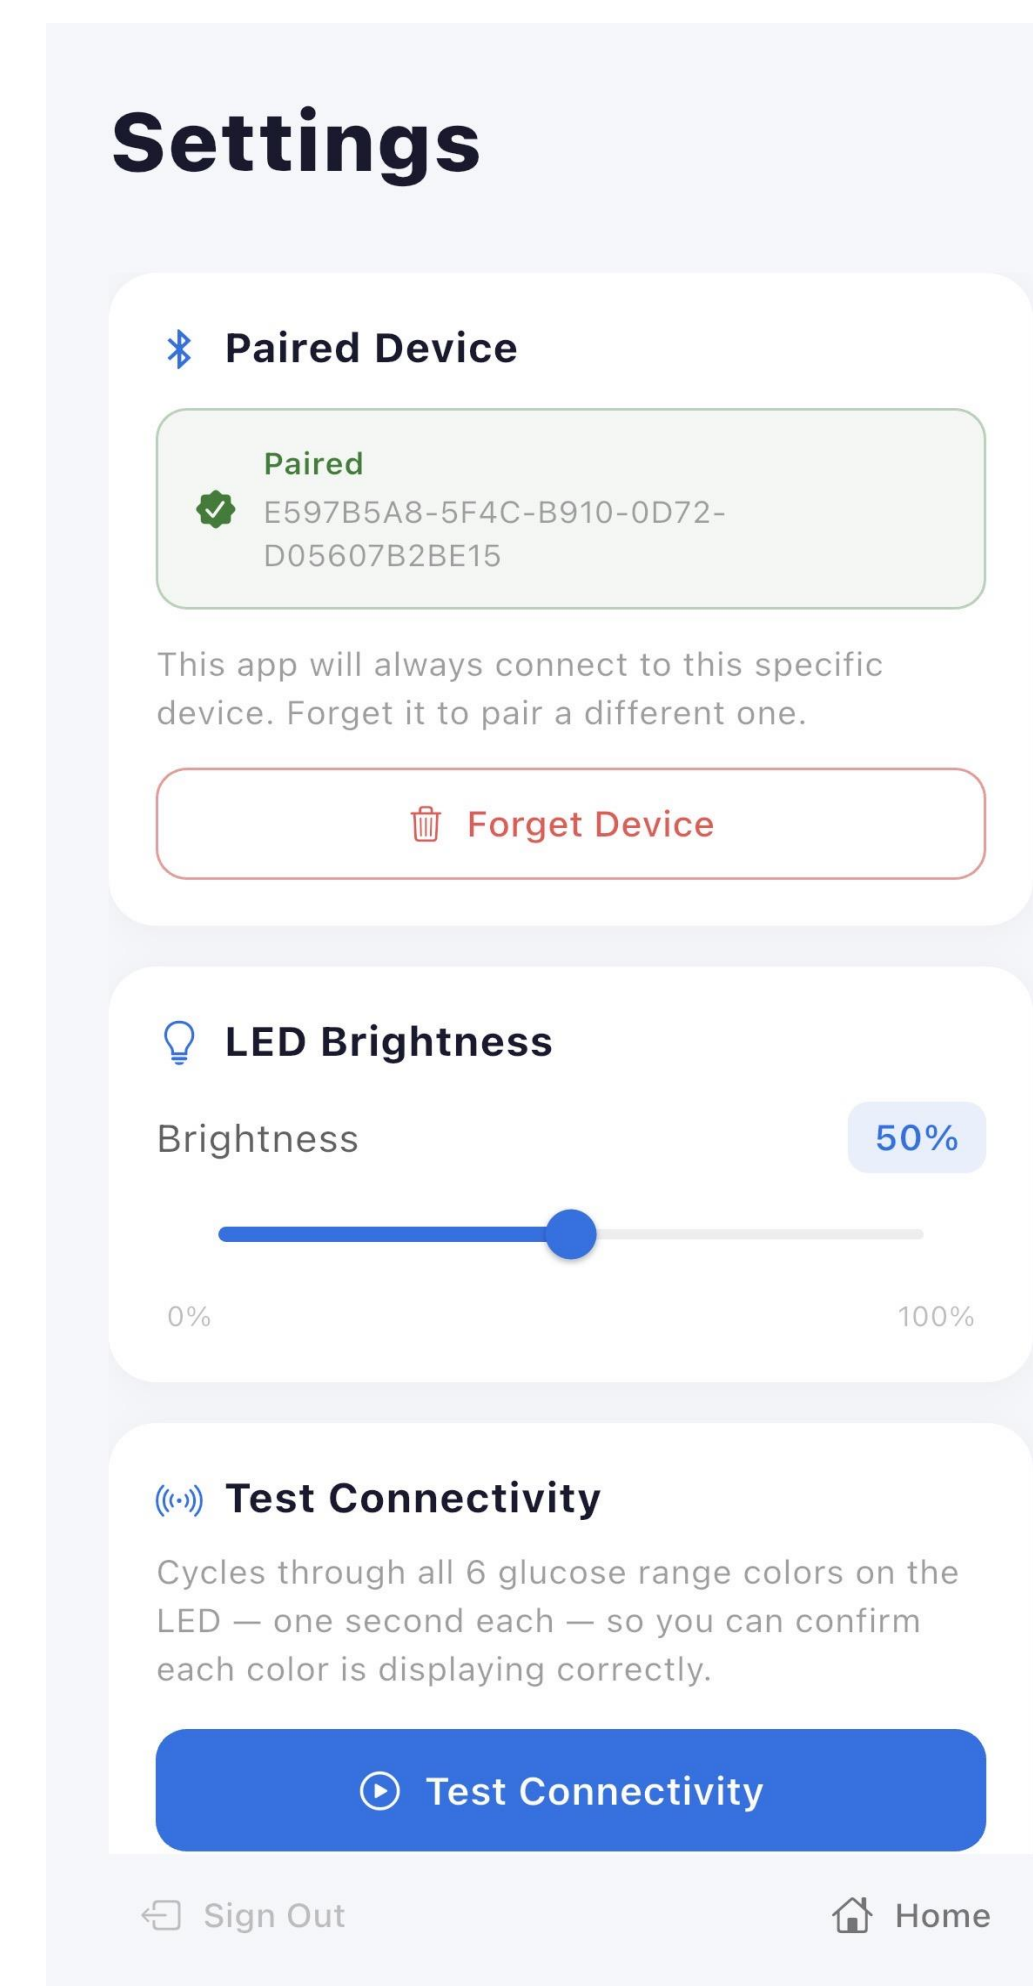 Settings
Paired Device
Paired
E597B5A8-5F4C-B910-0D72-
D05607B2BE15
This app will always connect to this specific
device. Forget it to pair a different one.
Forget Device
LED Brightness
Brightness
50%
0%
100%
Test Connectivity
Cycles through all 6 glucose range colors on the
LED — one second each — so you can confirm
each color is displaying correctly.
Test Connectivity
Sign Out
Home